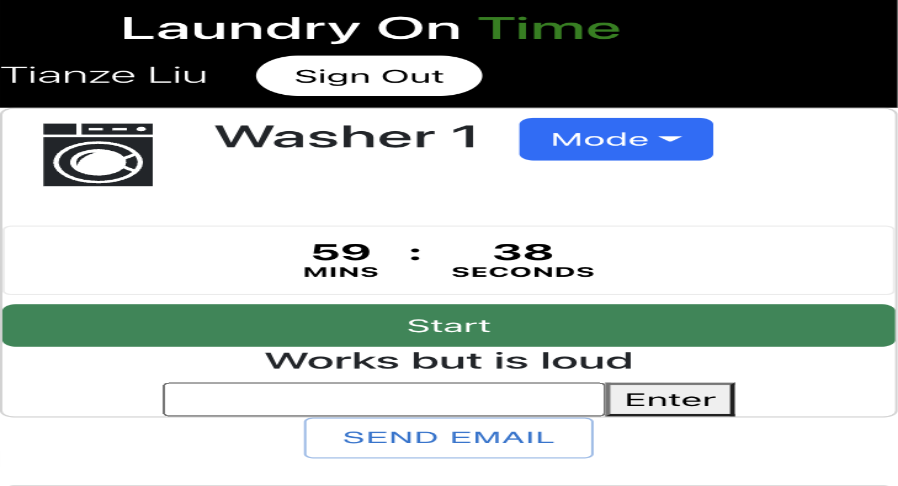 Laundry On Time
Tianze Liu Sign Out
Washer 1 Mode
59 : 38
MINS SECONDS
Start
Works but is loud
Enter
SEND EMAIL